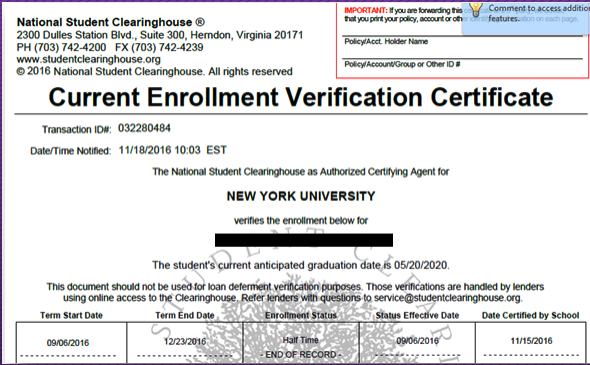 National Student Clearinghouse ®
2300 Dulles Station Blv., Suite 300, Herndon, Virginia 20171
PH (703) 742-4200 FX (703) 742-4239
www.studentclearinghouse.org
© 2016 National Student Clearinghouse. All rights reserved
IMPORTANT: If you are forwarding this
that you print your policy, account or other on each page.
Policy/Acct. Holder Name
Policy/Account/Group or Other ID #
Comment to access addition
features.
Current Enrollment Verification Certificate
Transaction ID#: 032280484
Date/Time Notified: 11/18/2016 10:03 EST
The National Student Clearinghouse as Authorized Certifying Agent for
NEW YORK UNIVERSITY
verifies the enrollment below for
The student's current anticipated graduation date is 05/20/2020.
This document should not be used for loan deferment verification purposes. Those verifications are handled by lenders
using online access to the Clearinghouse. Refer lenders with questions to service@studentclearinghouse.org.
Term Start Date Term End Date Enrollment Status Status Effective Date Date Certified by School
09/06/2016 12/23/2016 Half Time 09/06/2016 11/15/2016
- END OF RECORD -
STUDENT CLEAR